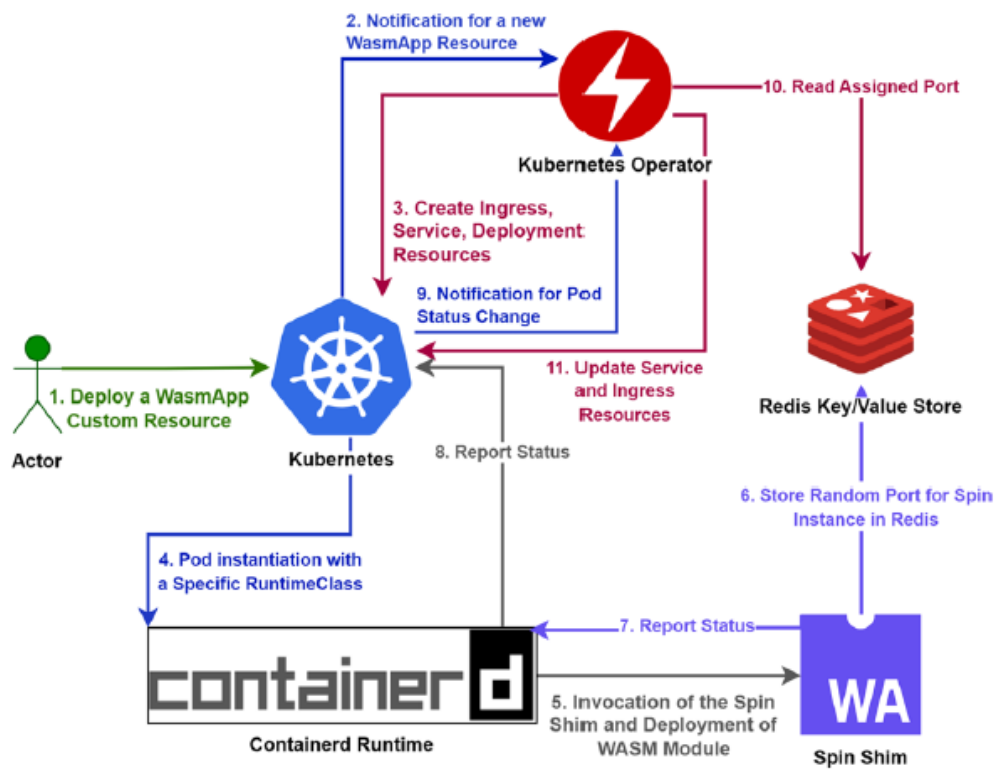 2. Notification for a new
WasmApp Resource
10. Read Assigned Port
Kubernetes Operator
3. Create Ingress,
Service, Deployment
Resources
9. Notification for Pod
Status Change
1. Deploy a WasmApp
Custom Resource
Actor
Kubernetes
11. Update Service
and Ingress
Resources
Redis Key/Value Store
8. Report Status
6. Store Random Port for Spin
Instance in Redis
4. Pod instantiation with
a Specific RuntimeClass
7. Report Status
container d
WA
5. Invocation of the Spin
Shim and Deployment of
WASM Module
Containerd Runtime
Spin Shim